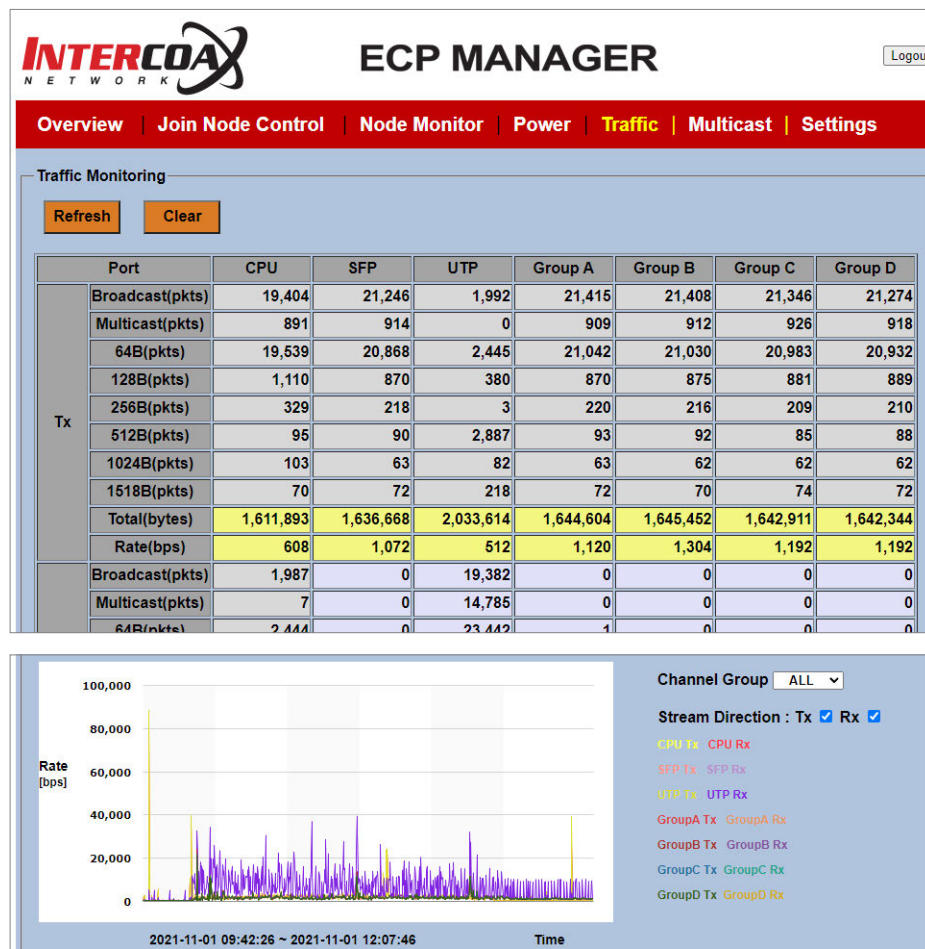 INTERCOAX
NETWORK
ECP MANAGER
Logou
Overview | Join Node Control | Node Monitor | Power | Traffic | Multicast | Settings
Traffic Monitoring
Refresh Clear
Port CPU SFP UTP Group A Group B Group C Group D
Broadcast(pkts) 19,404 21,246 1,992 21,415 21,408 21,346 21,274
Multicast(pkts) 891 914 0 909 912 926 918
64B(pkts) 19,539 20,868 2,445 21,042 21,030 20,983 20,932
128B(pkts) 1,110 870 380 870 875 881 889
256B(pkts) 329 218 3 220 216 209 210
Tx
512B(pkts) 95 90 2,887 93 92 85 88
1024B(pkts) 103 63 82 63 62 62 62
1518B(pkts) 70 72 218 72 70 74 72
Total(bytes) 1,611,893 1,636,668 2,033,614 1,644,604 1,645,452 1,642,911 1,642,344
Rate(bps) 608 1,072 512 1,120 1,304 1,192 1,192
Broadcast(pkts) 1,987 0 19,382 0 0 0 0
Multicast(pkts) 7 0 14,785 0 0 0 0
64B(pkts) 2,444 0 23,442 1 0 0 0
100,000
80,000
Rate
[bps]
60,000
40,000
20,000
0
2021-11-01 09:42:26 ~ 2021-11-01 12:07:46 Time
Channel Group ALL
Stream Direction : Tx Rx
CPU Tx CPU Rx
SFP Tx SFP Rx
UTP Tx UTP Rx
GroupA Tx GroupA Rx
GroupB Tx GroupB Rx
GroupC Tx GroupC Rx
GroupD Tx GroupD Rx